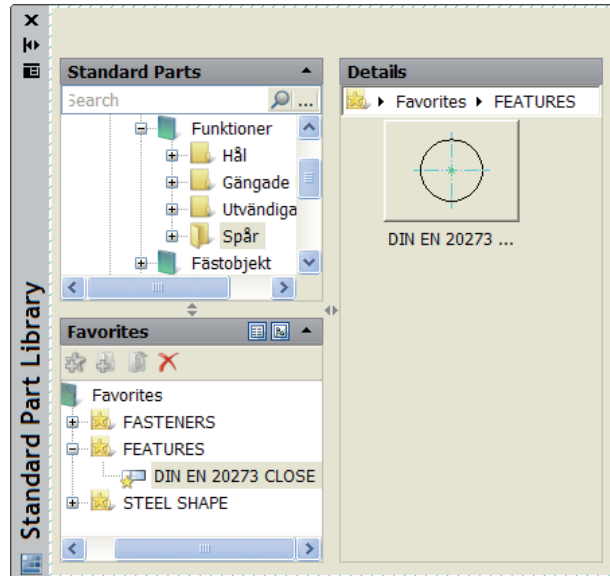 Standard Part Library
Standard Parts
Search
...
Funktioner
Hål
Gängade
Utvändiga
Spår
Fästobjekt
Favorites
Favorites
FASTENERS
FEATURES
DIN EN 20273 CLOSE
STEEL SHAPE
Details
Favorites FEATURES
DIN EN 20273 ...